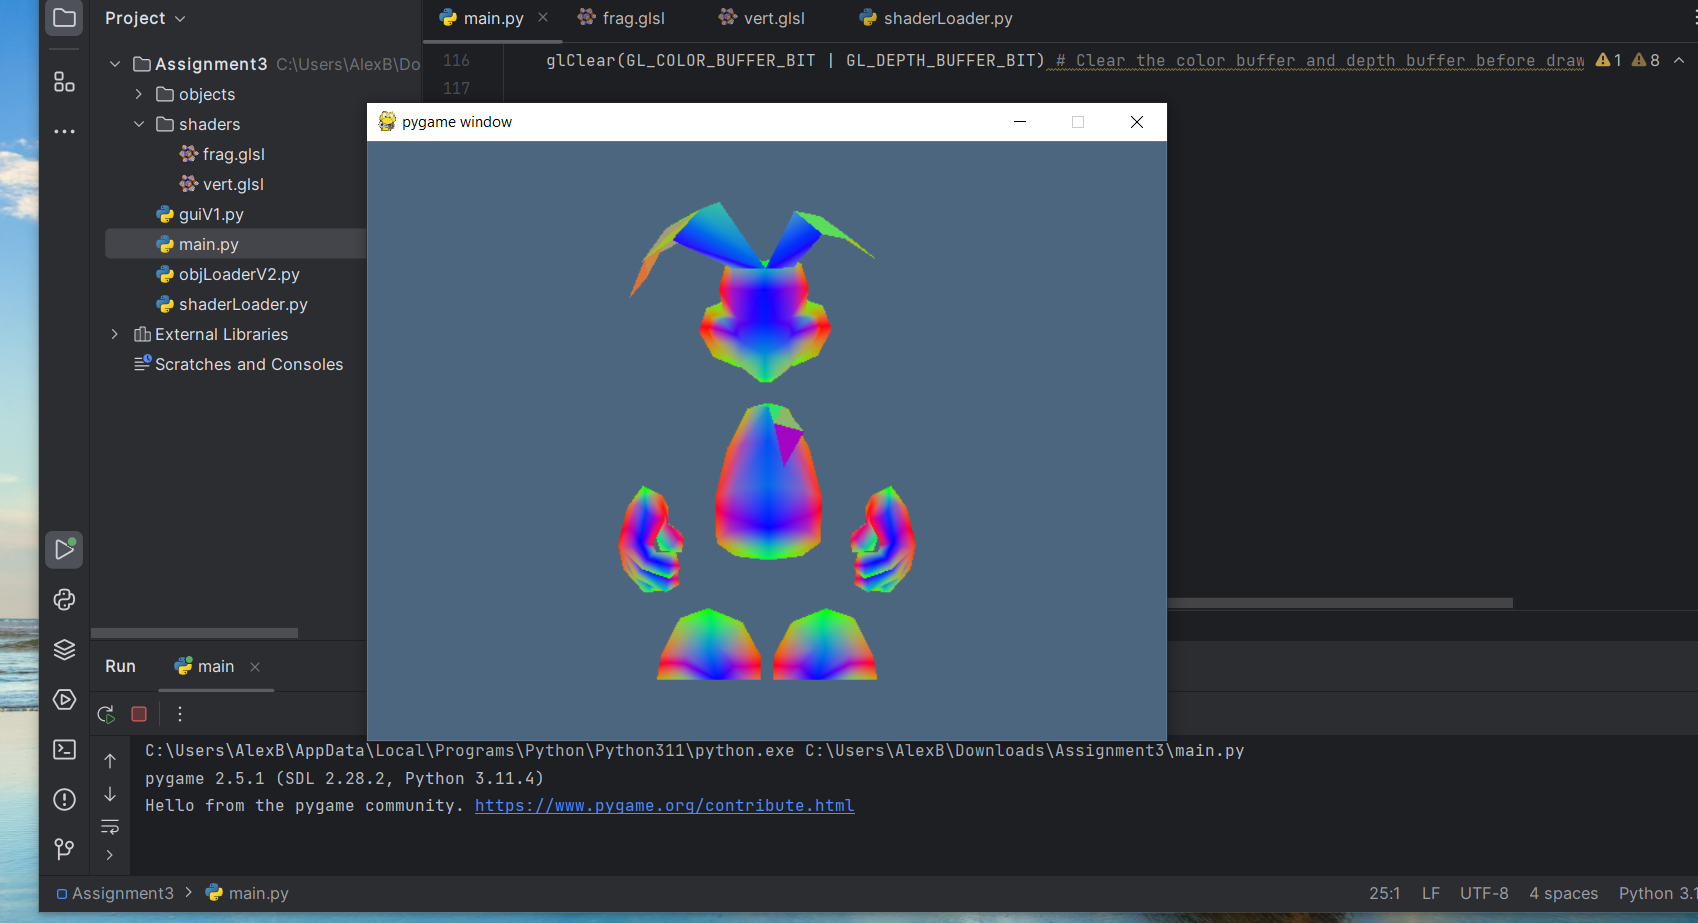 Project
main.py
frag.glsl
vert.glsl
shaderLoader.py
Assignment3 C:\Users\AlexB\Do
objects
shaders
frag.glsl
vert.glsl
guiV1.py
main.py
objLoaderV2.py
shaderLoader.py
External Libraries
Scratches and Consoles
116 glClear(GL_COLOR_BUFFER_BIT | GL_DEPTH_BUFFER_BIT) # Clear the color buffer and depth buffer before draw
1 8
117
pygame window
Run main
C:\Users\AlexB\AppData\Local\Programs\Python\Python311\python.exe C:\Users\AlexB\Downloads\Assignment3\main.py
pygame 2.5.1 (SDL 2.28.2, Python 3.11.4)
Hello from the pygame community. https://www.pygame.org/contribute.html
Assignment3 > main.py
25:1 LF UTF-8 4 spaces Python 3.1